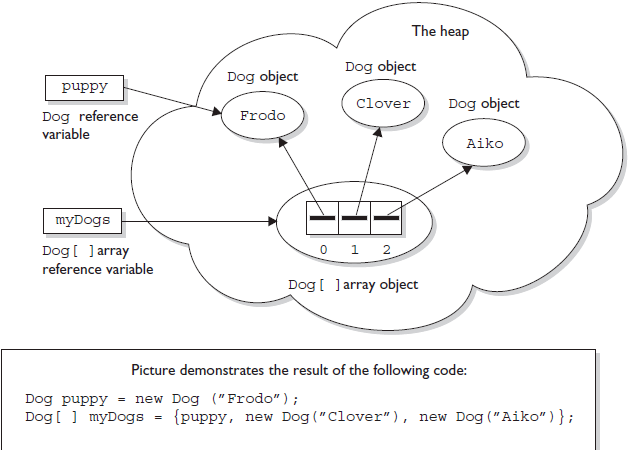 The heap
Dog object
Dog object
puppy
Clover
Dog object
Frodo
Dog reference
variable
Aiko
myDogs
0 1 2
Dog[ ]array
reference variable
Dog[ ]array object
Picture demonstrates the result of the following code:
Dog puppy = new Dog (″Frodo″);
Dog[ ] myDogs = {puppy, new Dog(″Clover″), new Dog(″Aiko″)};